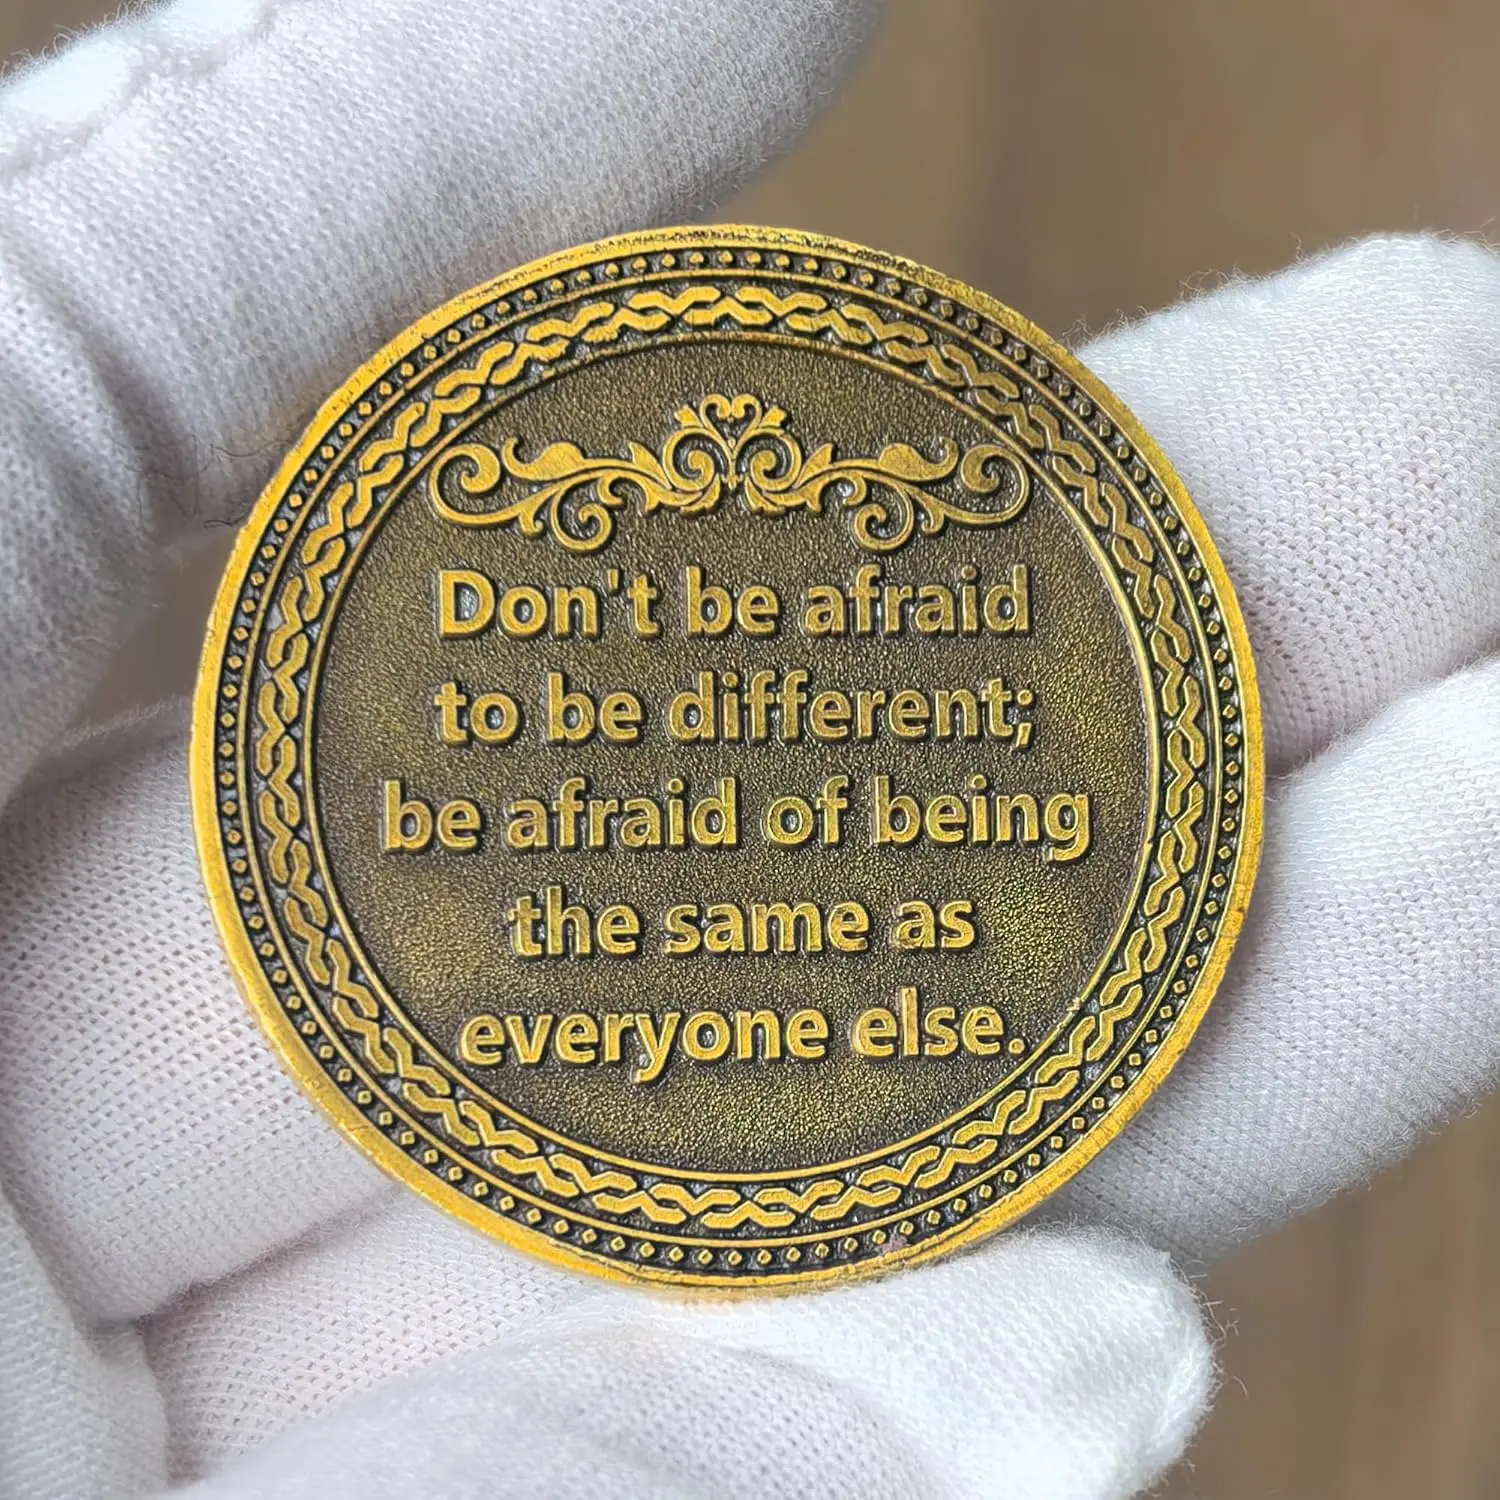 Don't be afraid
to be different;
be afraid of being
the same as
everyone else.